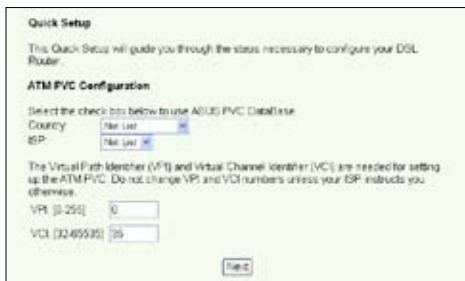 Quick Setup
This Quick Setup will guide you through the steps necessary to configure your DSL
Router.
ATM PVC Configuration
Select the check box below to use ASUS PVC DataBase
Country: Not List
ISP: Not List
The Virtual Path Identifier (VPI) and Virtual Channel Identifier (VCI) are needed for setting
up the ATM PVC. Do not change VPI and VCI numbers unless your ISP instructs you
otherwise.
VPI: [0-255] 0
VCI: [32-65535] 35
Next